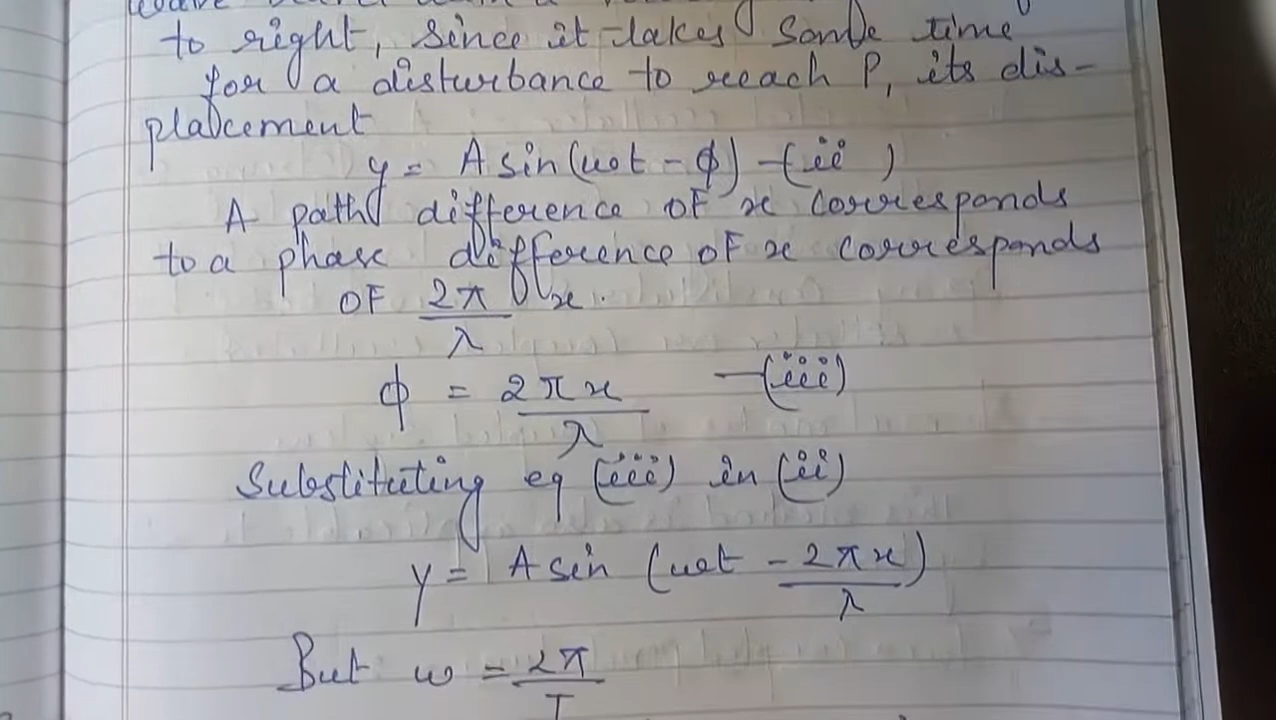 to right, since it takes some time
for a disturbance to reach P, its dis-
placement
y = A sin(wt - ϕ) -(ii)
A path difference of x corresponds
to a phase difference of x corresponds
OF 2π/λ x.
ϕ = 2πx/λ -(iii)
Substituting eq (iii) in (ii)
y = A sin (wt - 2πx/λ)
But w = 2π/T